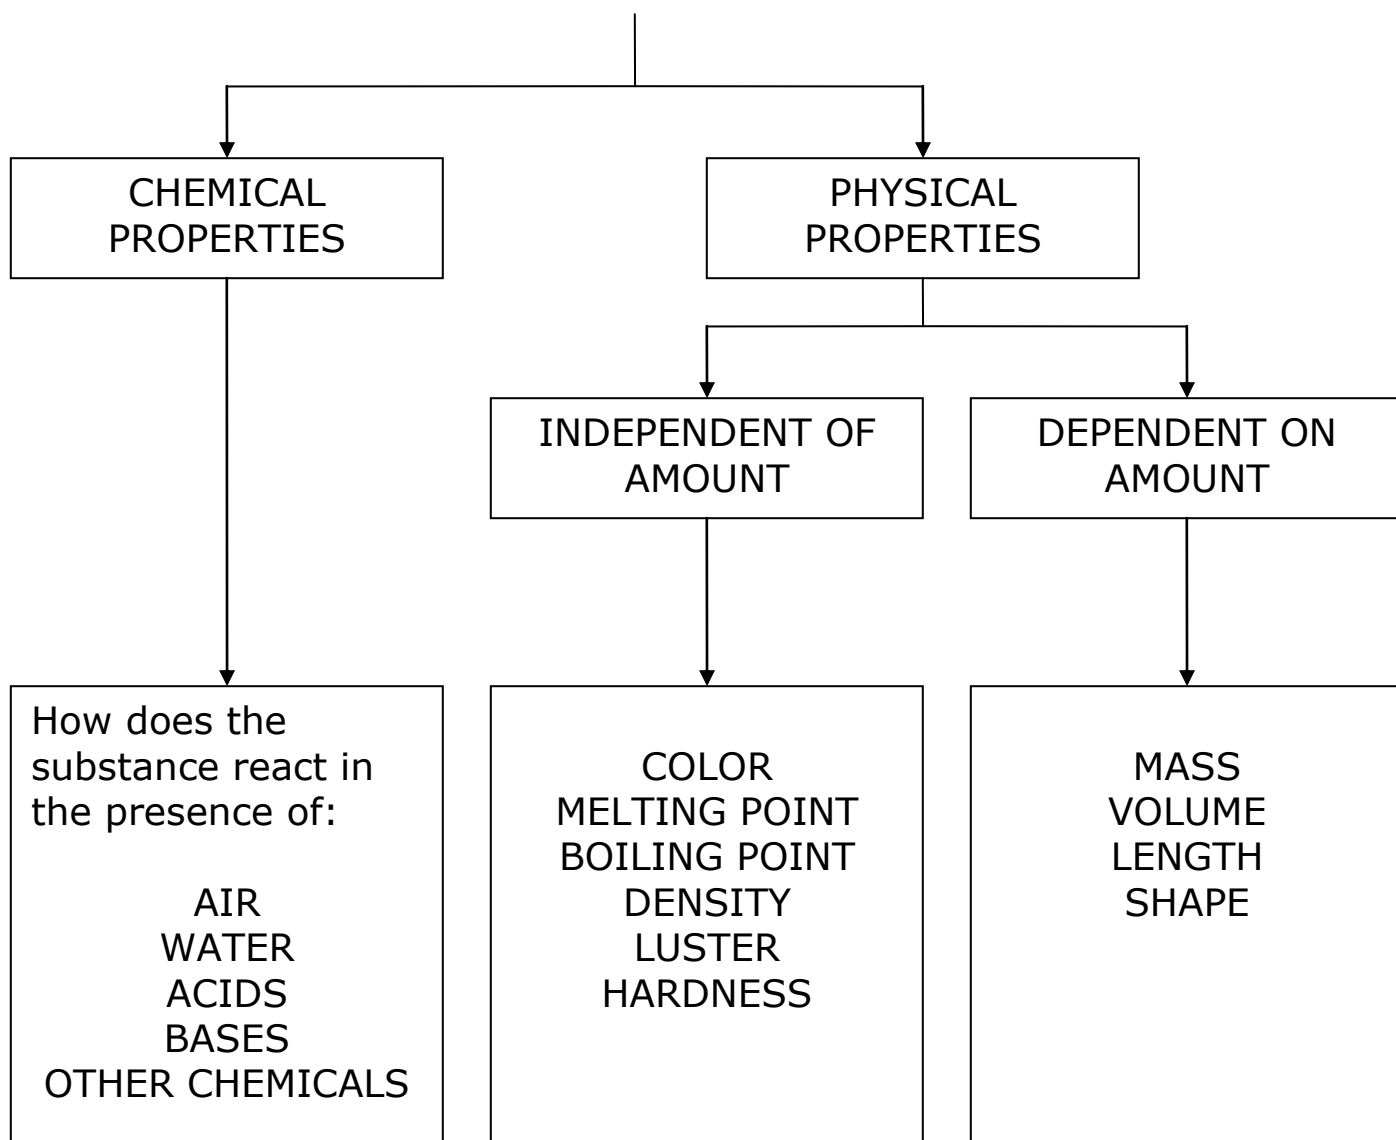 CHEMICAL
PROPERTIES
PHYSICAL
PROPERTIES
INDEPENDENT OF
AMOUNT
DEPENDENT ON
AMOUNT
How does the
substance react in
the presence of:
AIR
WATER
ACIDS
BASES
OTHER CHEMICALS
COLOR
MELTING POINT
BOILING POINT
DENSITY
LUSTER
HARDNESS
MASS
VOLUME
LENGTH
SHAPE